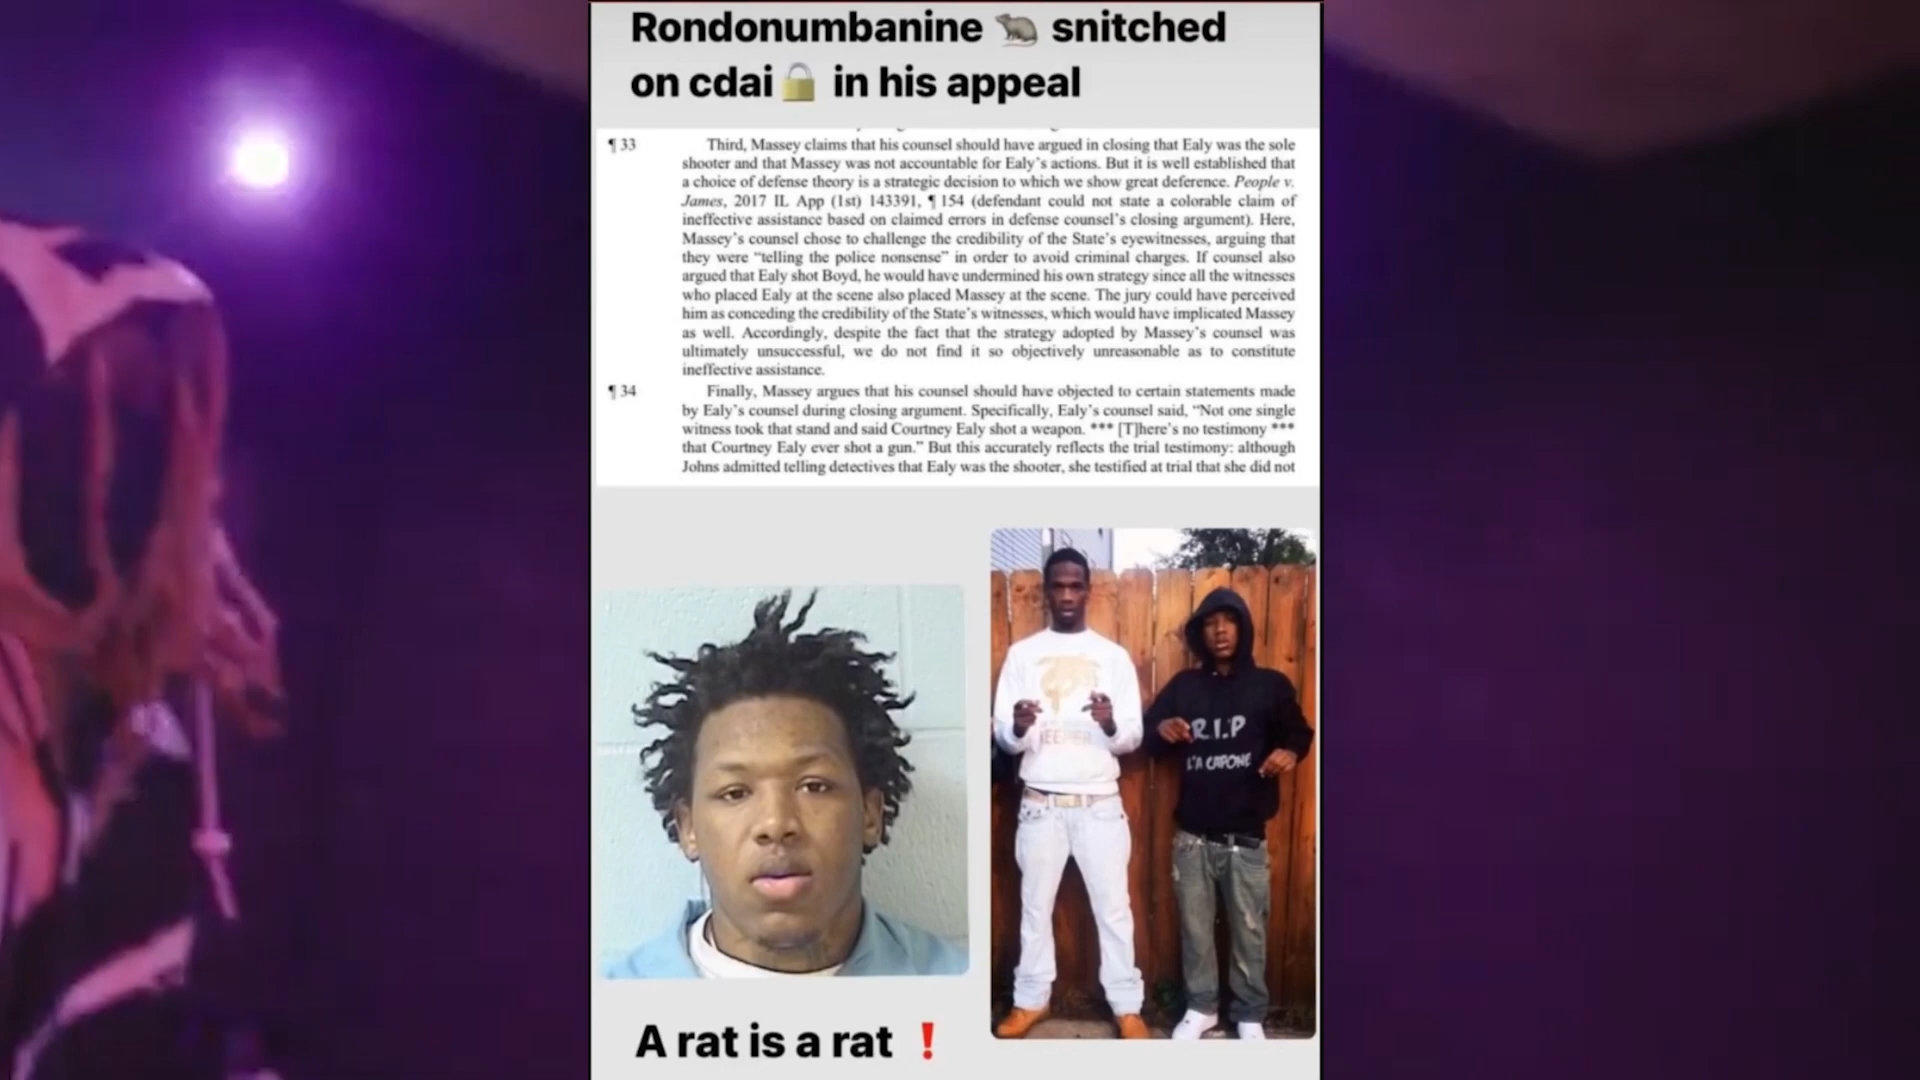 Rondonumbanine 🐀 snitched
on cdai🔒 in his appeal
¶ 33 Third, Massey claims that his counsel should have argued in closing that Ealy was the sole
shooter and that Massey was not accountable for Ealy's actions. But it is well established that
a choice of defense theory is a strategic decision to which we show great deference. People v.
James, 2017 IL App (1st) 143391, ¶ 154 (defendant could not state a colorable claim of
ineffective assistance based on claimed errors in defense counsel's closing argument). Here,
Massey's counsel chose to challenge the credibility of the State's eyewitnesses, arguing that
they were "telling the police nonsense" in order to avoid criminal charges. If counsel also
argued that Ealy shot Boyd, he would have undermined his own strategy since all the witnesses
who placed Ealy at the scene also placed Massey at the scene. The jury could have perceived
him as conceding the credibility of the State's witnesses, which would have implicated Massey
as well. Accordingly, despite the fact that the strategy adopted by Massey's counsel was
ultimately unsuccessful, we do not find it so objectively unreasonable as to constitute
ineffective assistance.
¶ 34 Finally, Massey argues that his counsel should have objected to certain statements made
by Ealy's counsel during closing argument. Specifically, Ealy's counsel said, "Not one single
witness took that stand and said Courtney Ealy shot a weapon. *** [T]here's no testimony ***
that Courtney Ealy ever shot a gun." But this accurately reflects the trial testimony: although
Johns admitted telling detectives that Ealy was the shooter, she testified at trial that she did not
R.I.P
L'A CAPONE
KEEPER
A rat is a rat ❗